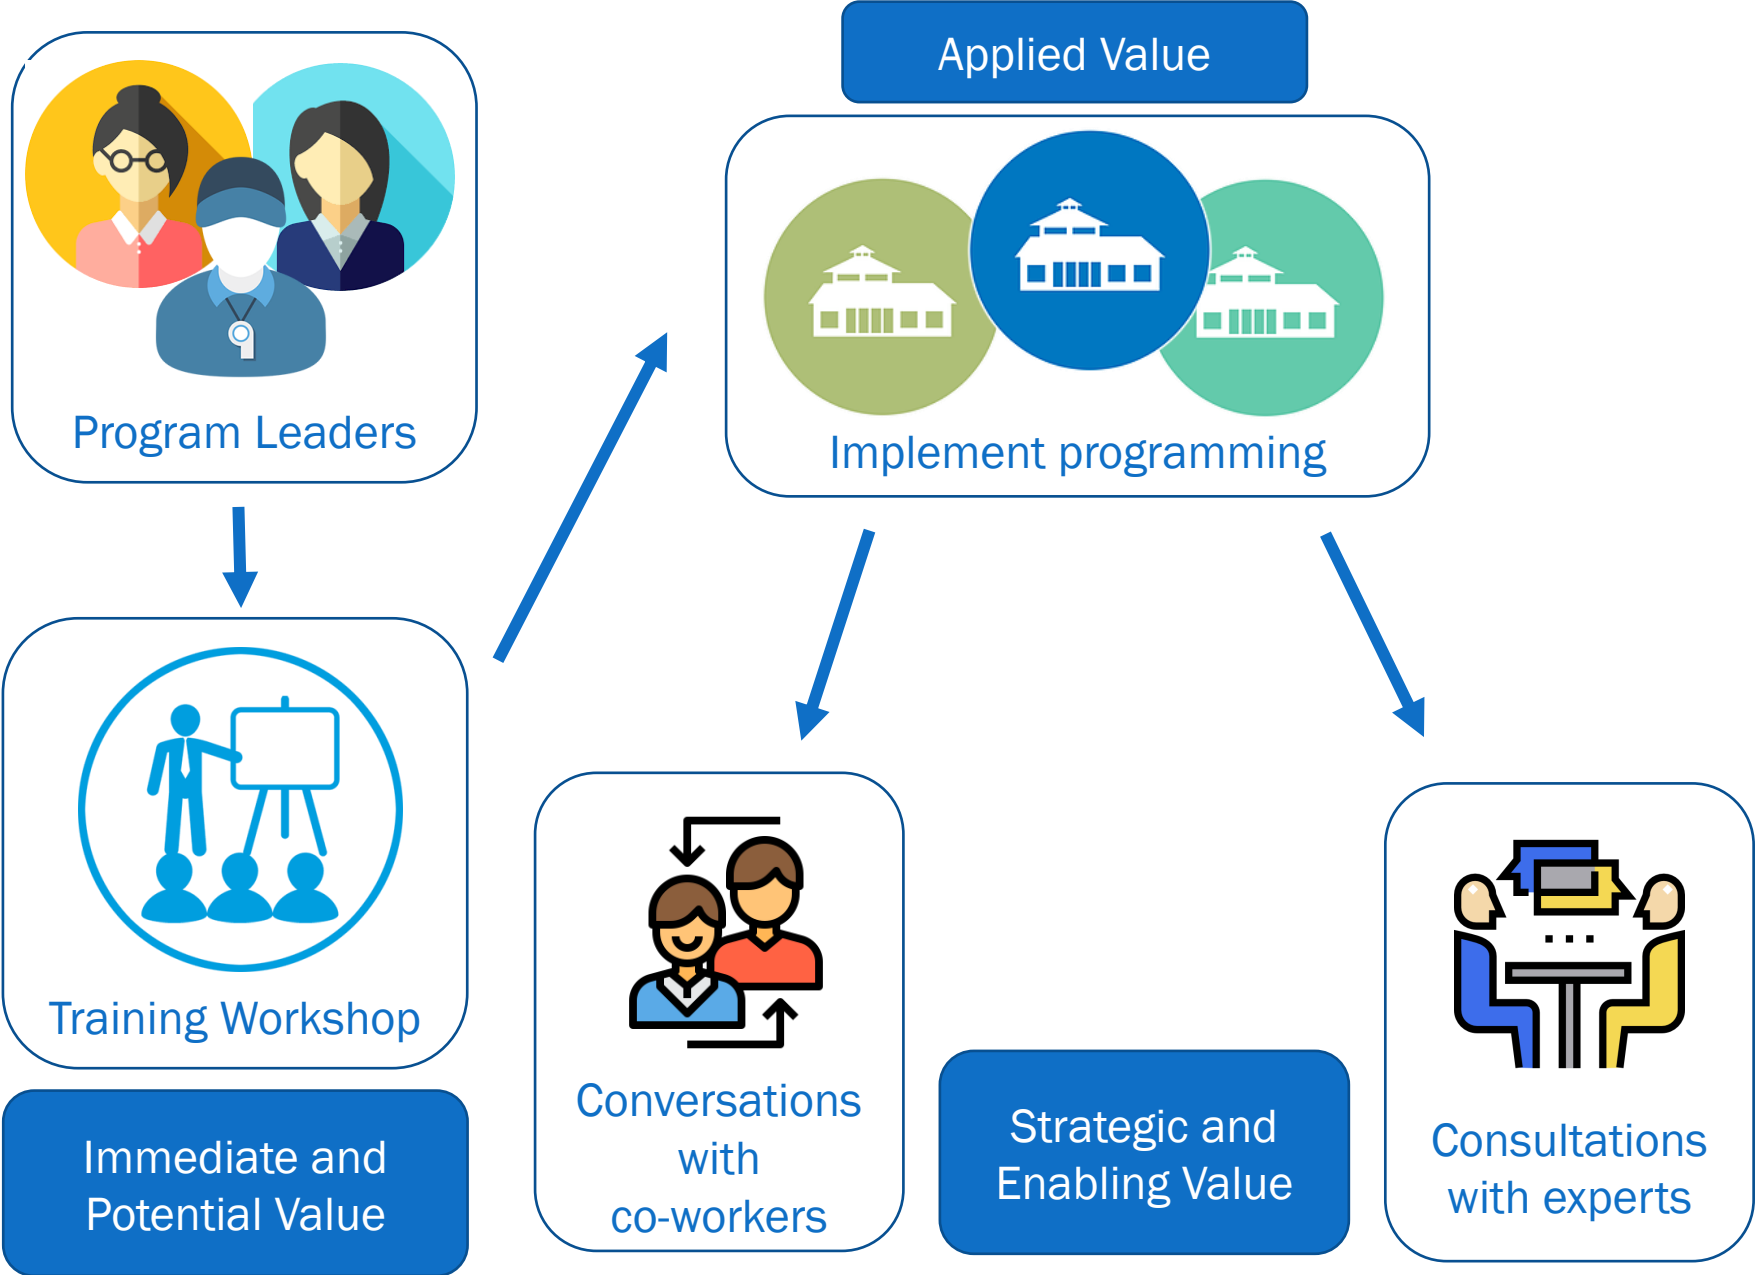 Program Leaders
Training Workshop
Immediate and
Potential Value
Applied Value
Implement programming
Conversations
with
co-workers
Strategic and
Enabling Value
Consultations
with experts